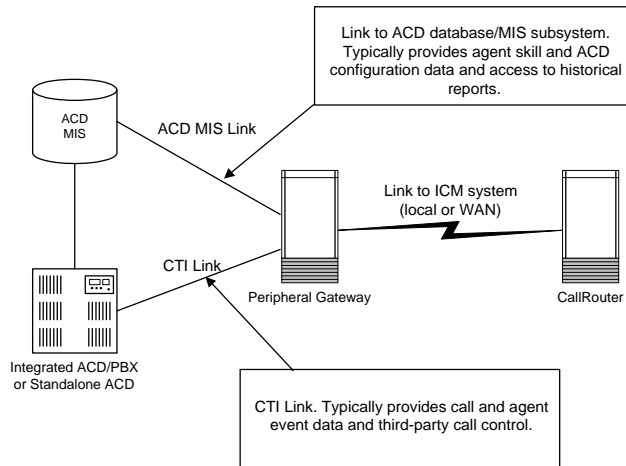 Link to ACD database/MIS subsystem.
Typically provides agent skill and ACD
configuration data and access to historical
reports.
ACD
MIS
ACD MIS Link
Link to ICM system
(local or WAN)
CTI Link
Peripheral Gateway
CallRouter
Integrated ACD/PBX
or Standalone ACD
CTI Link. Typically provides call and agent
event data and third-party call control.